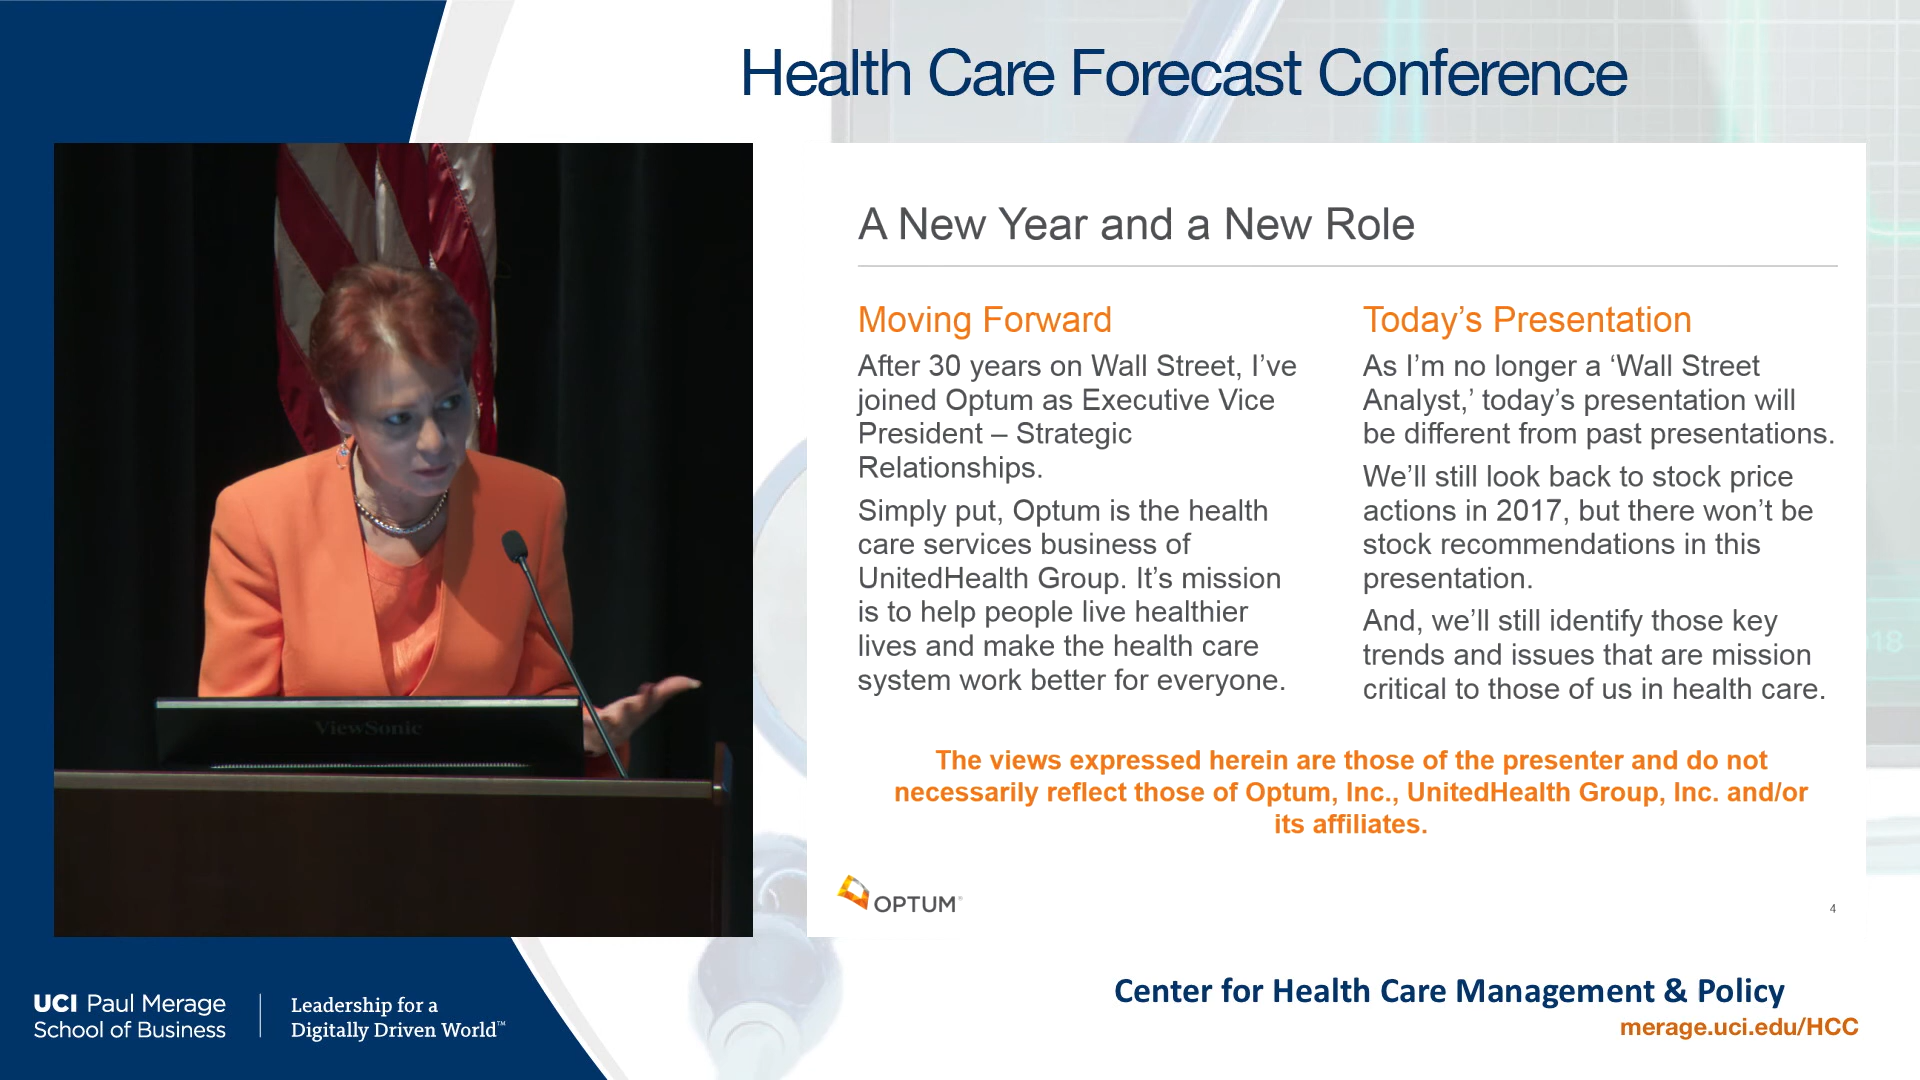 Health Care Forecast Conference
A New Year and a New Role
Moving Forward
After 30 years on Wall Street, I’ve
joined Optum as Executive Vice
President – Strategic
Relationships.
Simply put, Optum is the health
care services business of
UnitedHealth Group. It’s mission
is to help people live healthier
lives and make the health care
system work better for everyone.
Today’s Presentation
As I’m no longer a ‘Wall Street
Analyst,’ today’s presentation will
be different from past presentations.
We’ll still look back to stock price
actions in 2017, but there won’t be
stock recommendations in this
presentation.
And, we’ll still identify those key
trends and issues that are mission
critical to those of us in health care.
The views expressed herein are those of the presenter and do not
necessarily reflect those of Optum, Inc., UnitedHealth Group, Inc. and/or
its affiliates.
OPTUM®
4
ViewSonic
18
UCI Paul Merage
School of Business
Leadership for a
Digitally Driven World™
Center for Health Care Management & Policy
merage.uci.edu/HCC